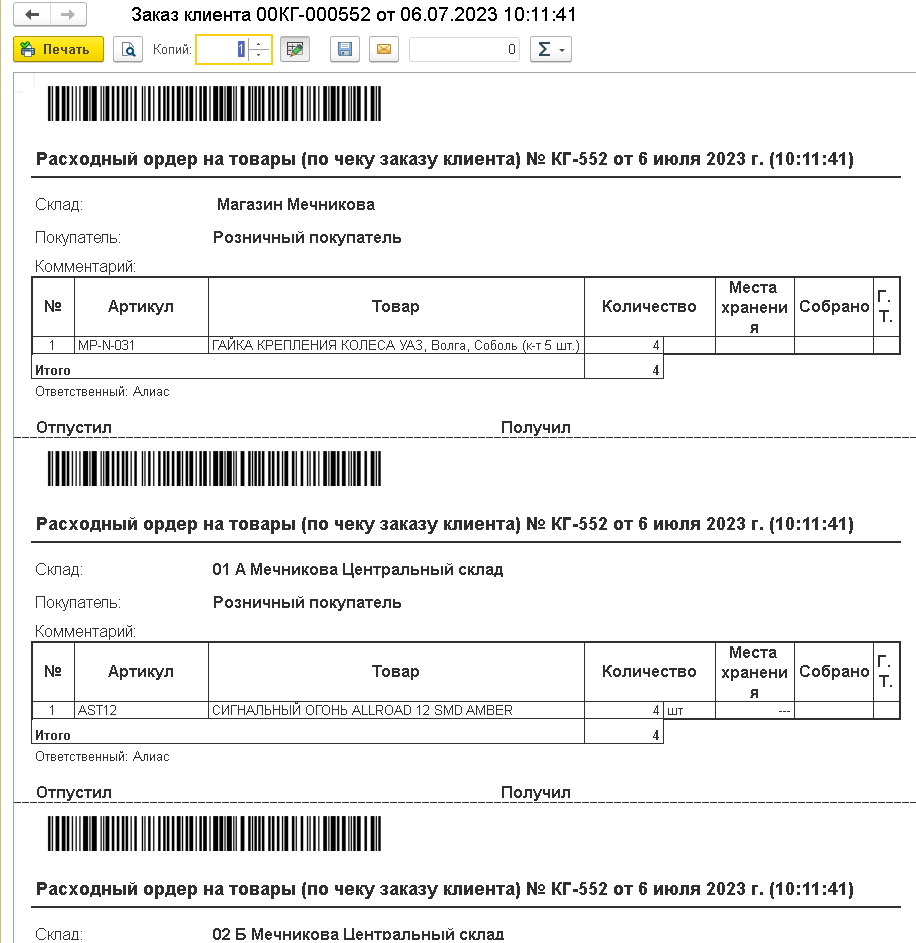 Заказ клиента 00КГ-000552 от 06.07.2023 10:11:41
Печать Копий: 1 0 Σ
Расходный ордер на товары (по чеку заказу клиента) № КГ-552 от 6 июля 2023 г. (10:11:41)
Склад: Магазин Мечникова
Покупатель: Розничный покупатель
Комментарий:
№ Артикул Товар Количество Места хранения Собрано Г. Т.
1 MP-N-031 ГАЙКА КРЕПЛЕНИЯ КОЛЕСА УАЗ, Волга, Соболь (к-т 5 шт.) 4
Итого 4
Ответственный: Алиас
Отпустил Получил
Расходный ордер на товары (по чеку заказу клиента) № КГ-552 от 6 июля 2023 г. (10:11:41)
Склад: 01 А Мечникова Центральный склад
Покупатель: Розничный покупатель
Комментарий:
№ Артикул Товар Количество Места хранения Собрано Г. Т.
1 AST12 СИГНАЛЬНЫЙ ОГОНЬ ALLROAD 12 SMD AMBER 4 шт ---
Итого 4
Ответственный: Алиас
Отпустил Получил
Расходный ордер на товары (по чеку заказу клиента) № КГ-552 от 6 июля 2023 г. (10:11:41)
Склад: 02 Б Мечникова Центральный склад